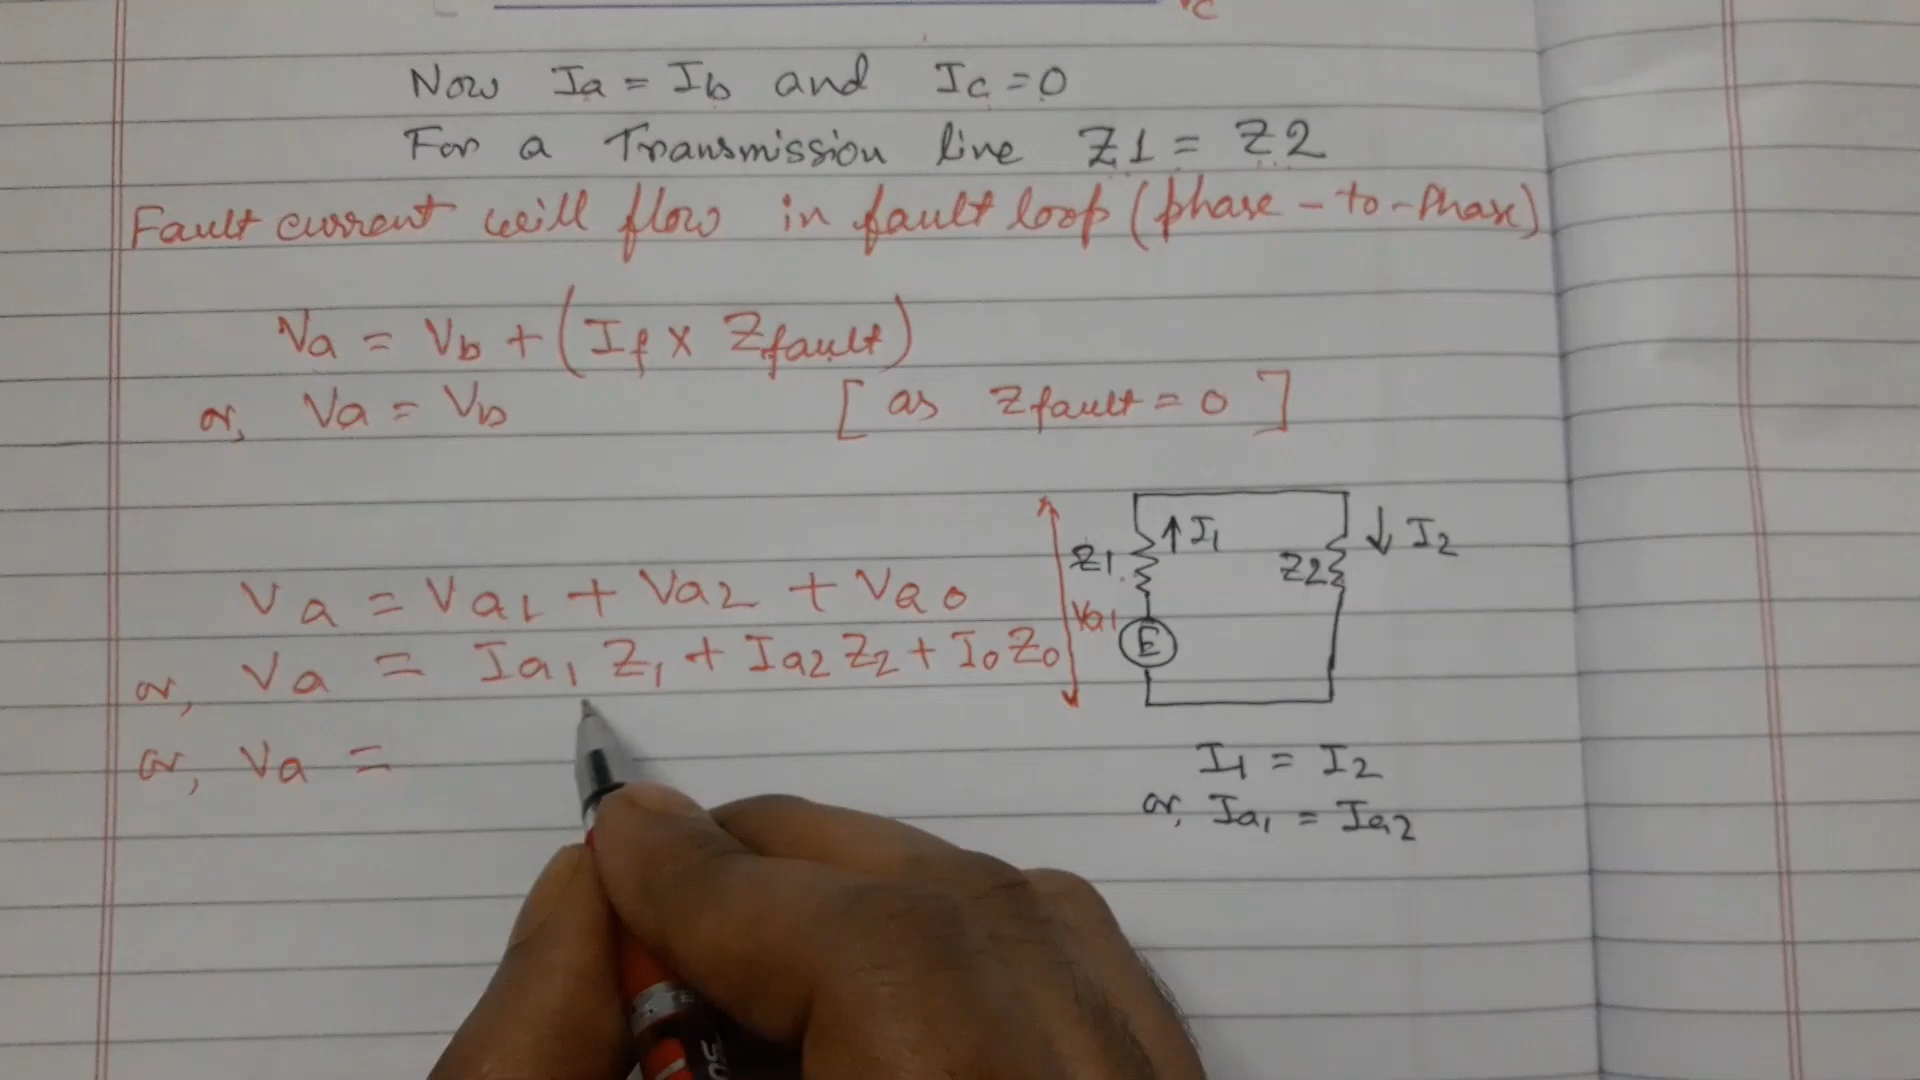 Now Ia = Ib and Ic = 0
For a Transmission line Z1 = Z2
Fault current will flow in fault loop (phase-to-Phase)
Va = Vb + (If x Zfault)
or, Va = Vb [as Zfault = 0]
Va = Va1 + Va2 + Va0
or, Va = Ia1 Z1 + Ia2 Z2 + I0 Z0
or, Va =
Z1
↑ I1
Z2
↓ I2
Va1
E
I1 = I2
or, Ia1 = Ia2